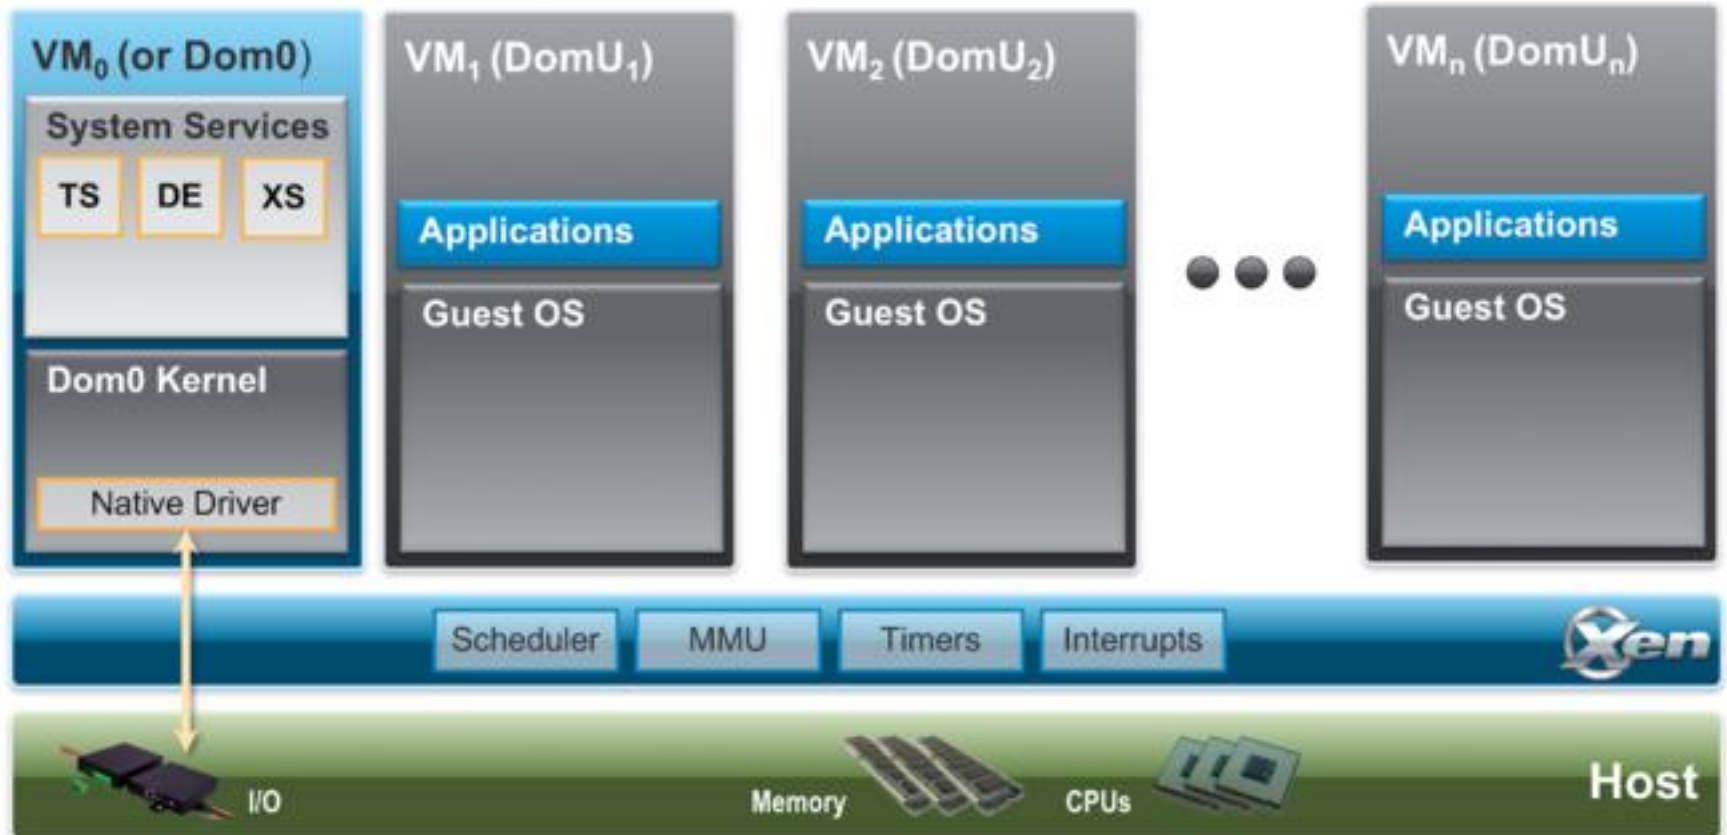 VM₀ (or Dom0)
System Services
TS DE XS
Dom0 Kernel
Native Driver
VM₁ (DomU₁)
Applications
Guest OS
VM₂ (DomU₂)
Applications
Guest OS
VMₙ (DomUₙ)
Applications
Guest OS
Scheduler MMU Timers Interrupts
Xen
I/O Memory CPUs Host